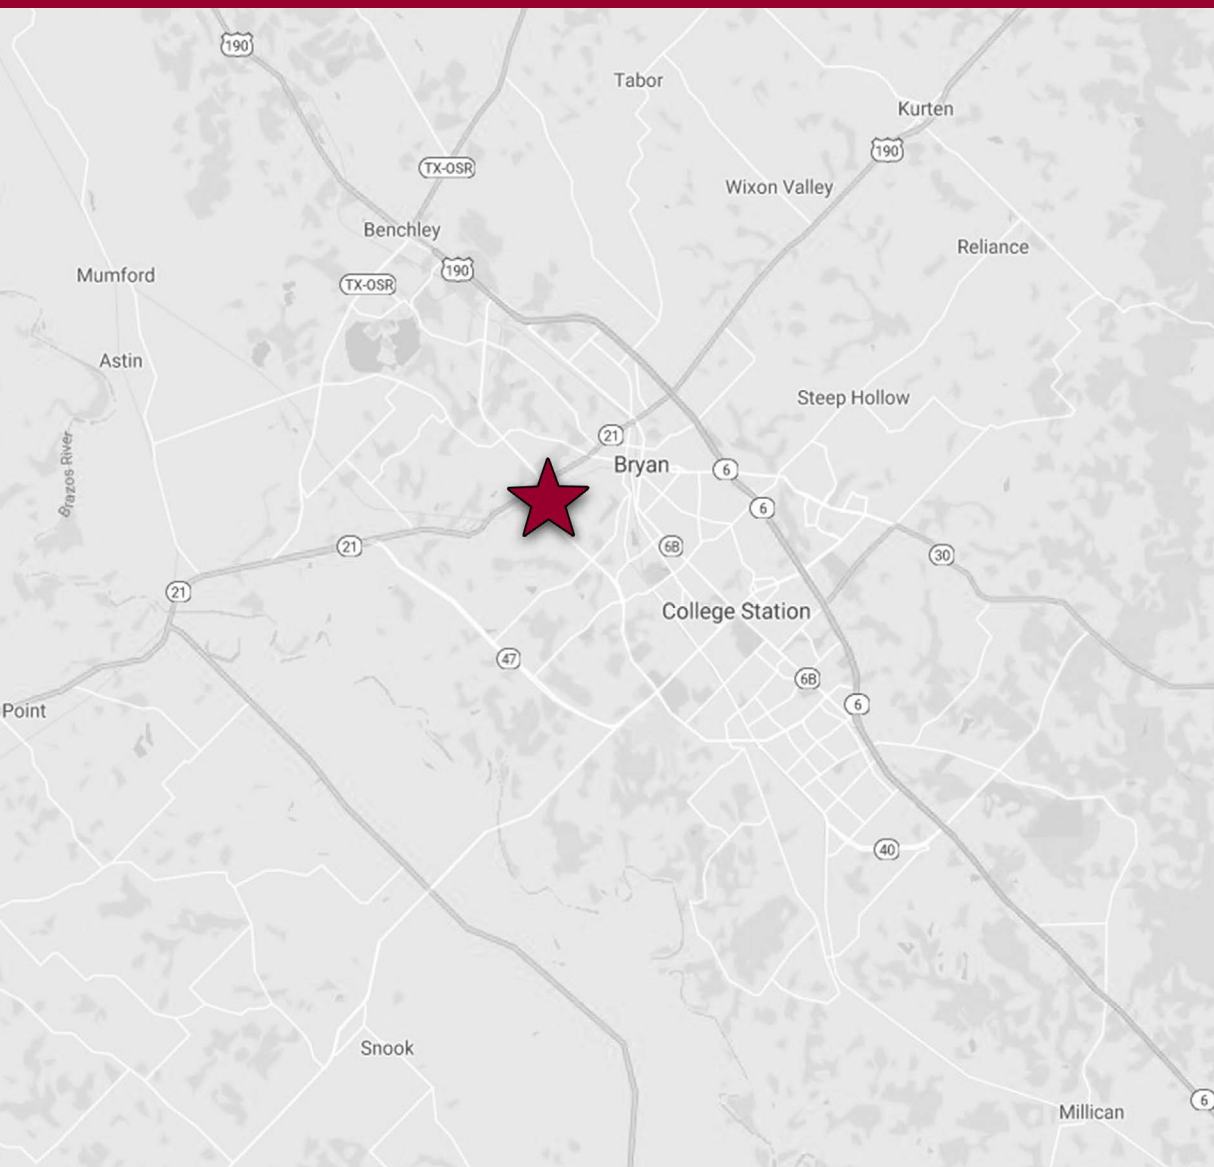 190
Tabor
Kurten
190
TX-OSR
Wixon Valley
Benchley
Reliance
190
Mumford
TX-OSR
Astin
Steep Hollow
21
Bryan
6
Brazos River
6
21
6B
30
21
College Station
47
6B
6
Point
40
Snook
6
Millican